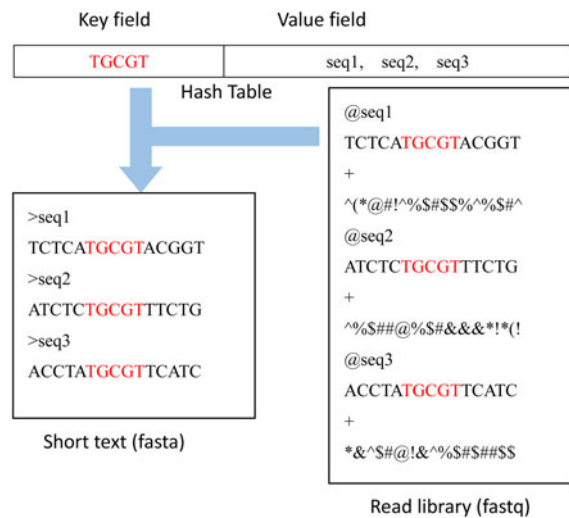 Key field Value field
TGCGT seq1, seq2, seq3
Hash Table
>seq1
TCTCATGCGTACGGT
>seq2
ATCTCTGCGTTTCTG
>seq3
ACCTATGCGTTCATC
Short text (fasta)
@seq1
TCTCATGCGTACGGT
+
^(*@#!^%$#$$%^%$#^
@seq2
ATCTCTGCGTTTCTG
+
^%$##@%$#&&&*!*(!
@seq3
ACCTATGCGTTCATC
+
*&^$#@!&^%$#$##$$
Read library (fastq)